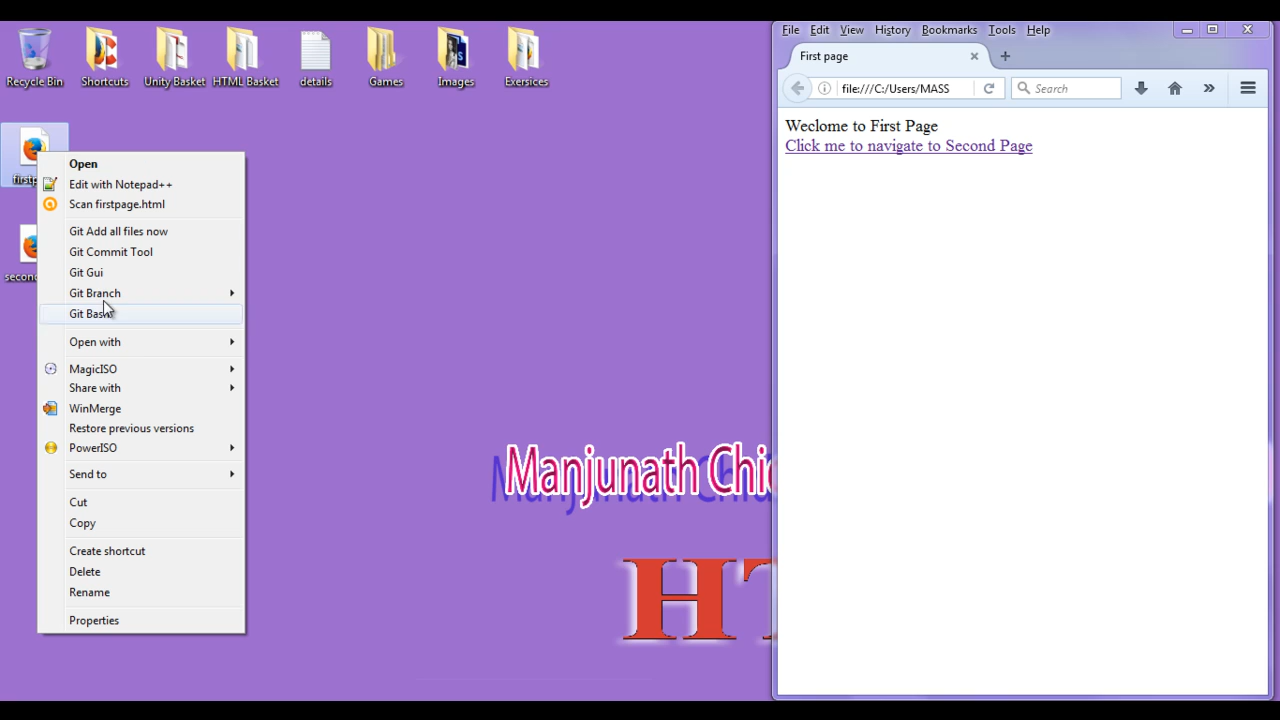 Recycle Bin
Shortcuts
Unity Basket
HTML Basket
details
Games
Images
Exersices
Open
Edit with Notepad++
Scan firstpage.html
Git Add all files now
Git Commit Tool
Git Gui
Git Branch
Git Bash
Open with
MagicISO
Share with
WinMerge
Restore previous versions
PowerISO
Send to
Cut
Copy
Create shortcut
Delete
Rename
Properties
Manjunath
File Edit View History Bookmarks Tools Help
First page
file:///C:/Users/MASS
Search
Weclome to First Page
Click me to navigate to Second Page